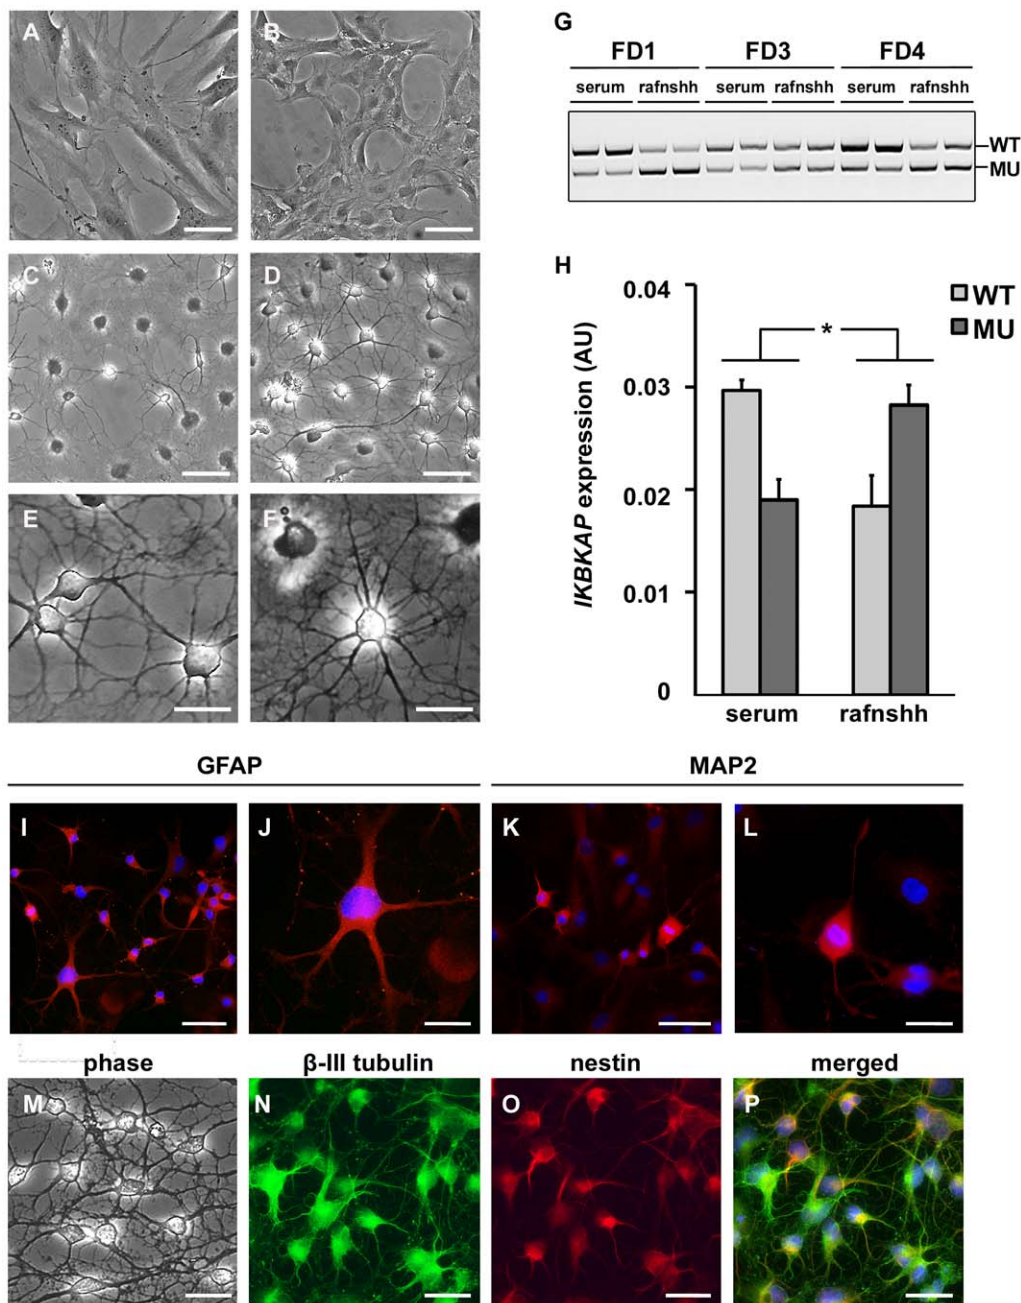 A
B
C
D
E
F
G
FD1 FD3 FD4
serum rafnshh serum rafnshh serum rafnshh
WT
MU
H
0.04
0.03
0.02
0.01
0
IKBKAP expression (AU)
*
WT
MU
serum rafnshh
GFAP MAP2
I
J
K
L
phase β-III tubulin nestin merged
M
N
O
P